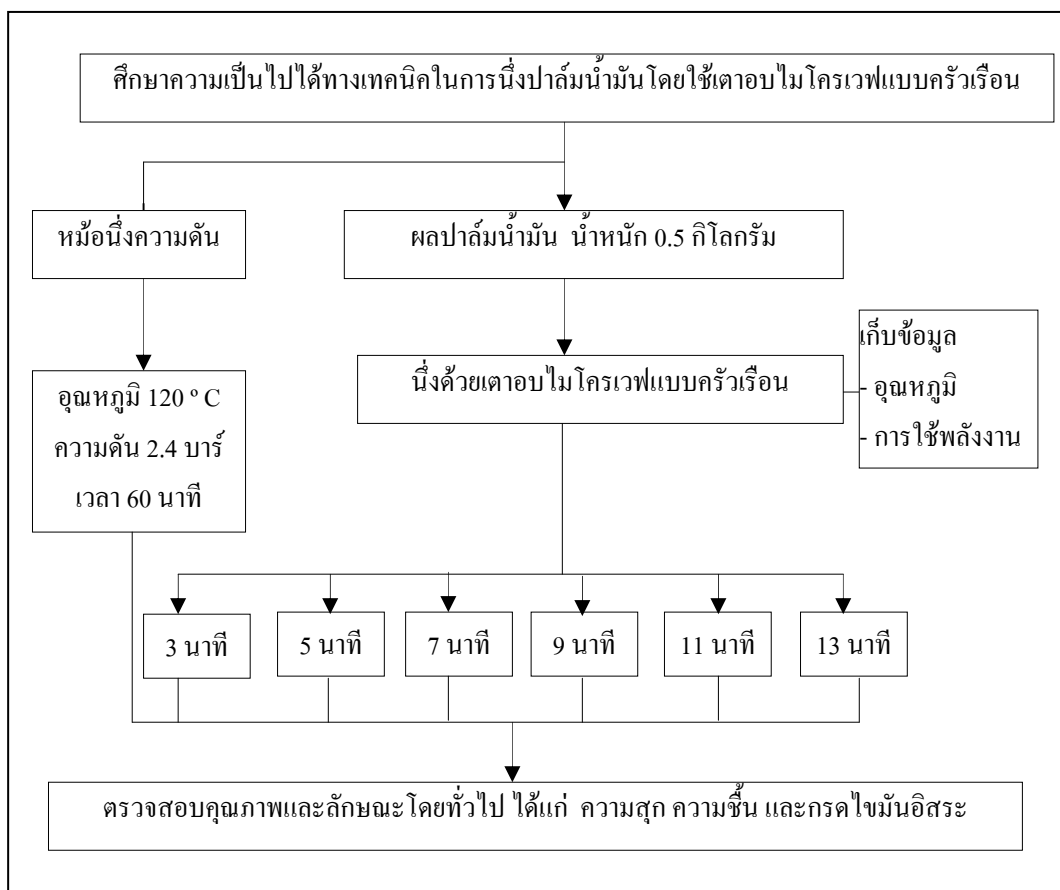 ศึกษาความเป็นไปได้ทางเทคนิคในการนึ่งปาล์มน้ำมันโดยใช้เตาอบไมโครเวฟแบบครัวเรือน
หม้อนึ่งความดัน
ผลปาล์มน้ำมัน น้ำหนัก 0.5 กิโลกรัม
อุณหภูมิ 120 º C
ความดัน 2.4 บาร์
เวลา 60 นาที
นึ่งด้วยเตาอบไมโครเวฟแบบครัวเรือน
เก็บข้อมูล
- อุณหภูมิ
- การใช้พลังงาน
3 นาที
5 นาที
7 นาที
9 นาที
11 นาที
13 นาที
ตรวจสอบคุณภาพและลักษณะโดยทั่วไป ได้แก่ ความสุก ความชื้น และกรดไขมันอิสระ